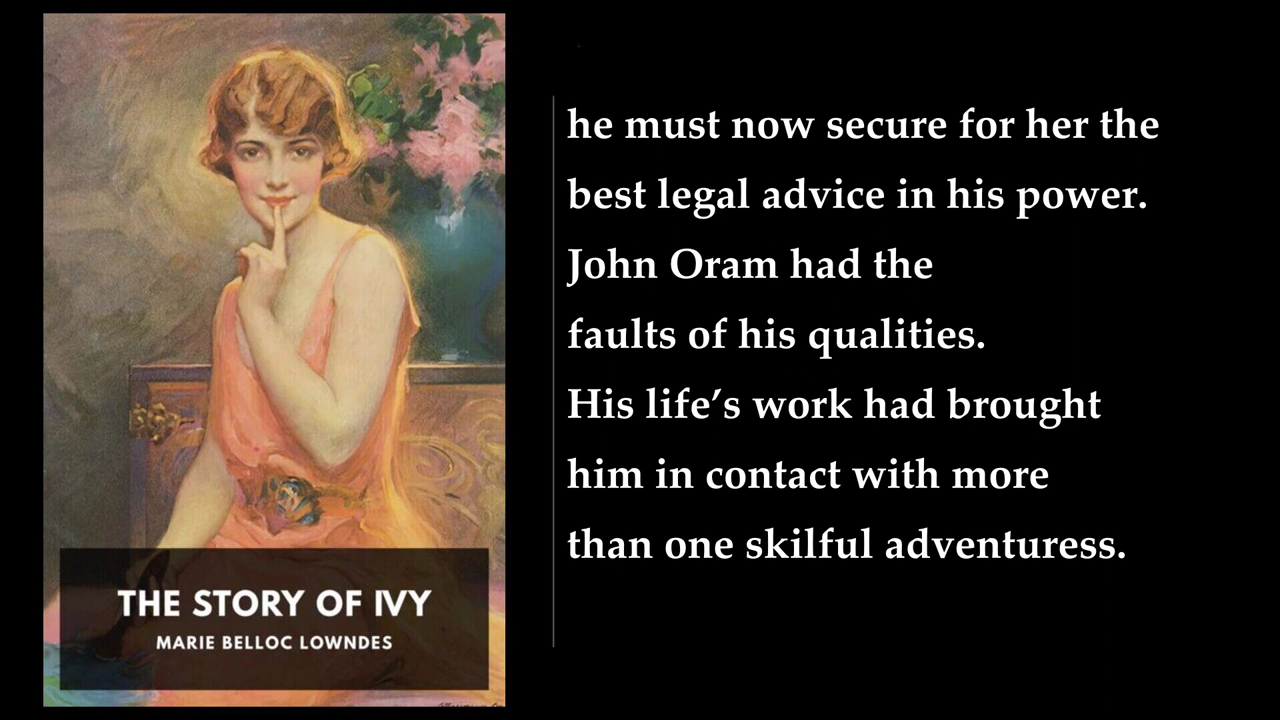 THE STORY OF IVY
MARIE BELLOC LOWNDES
he must now secure for her the
best legal advice in his power.
John Oram had the
faults of his qualities.
His life’s work had brought
him in contact with more
than one skilful adventuress.